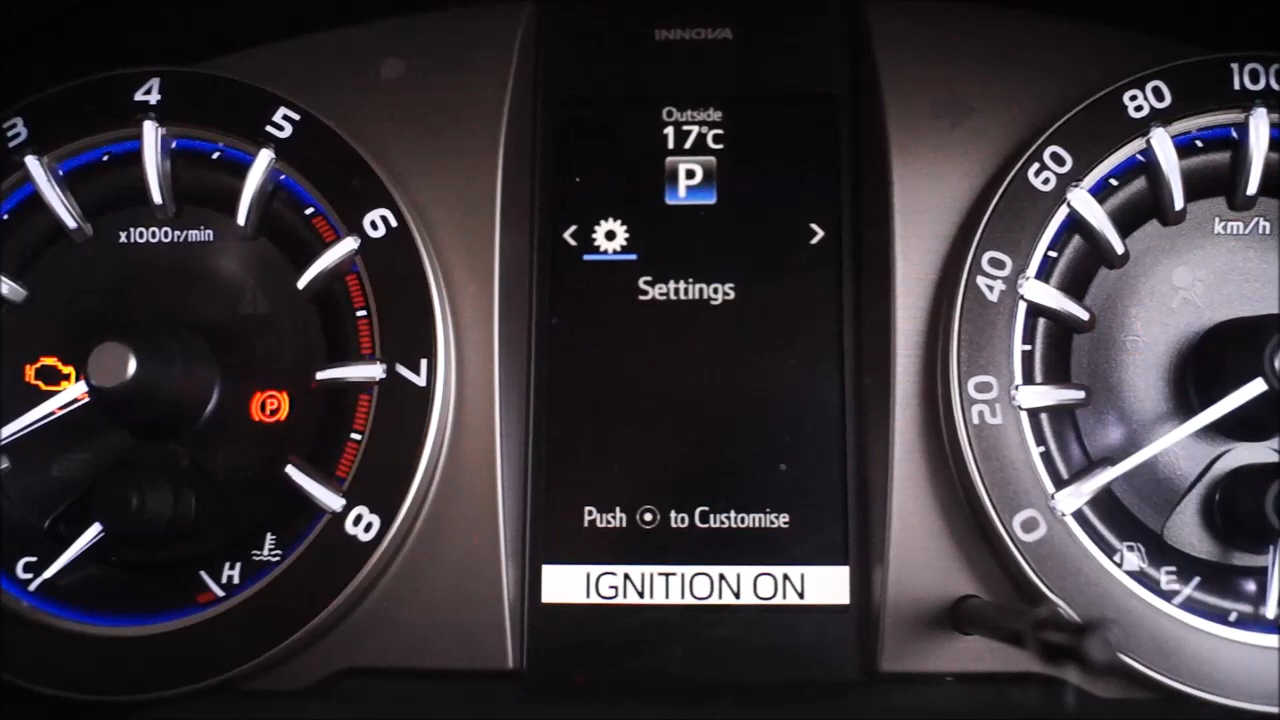 INNOVA
Outside
17°C
P
< >
Settings
Push ⦿ to Customise
IGNITION ON
3
4
5
6
7
8
x1000r/min
(P)
C
H
0
20
40
60
80
100
km/h
E